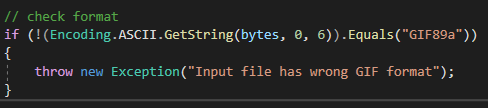 // check format
if (!(Encoding.ASCII.GetString(bytes, 0, 6)).Equals("GIF89a"))
{
throw new Exception("Input file has wrong GIF format");
}